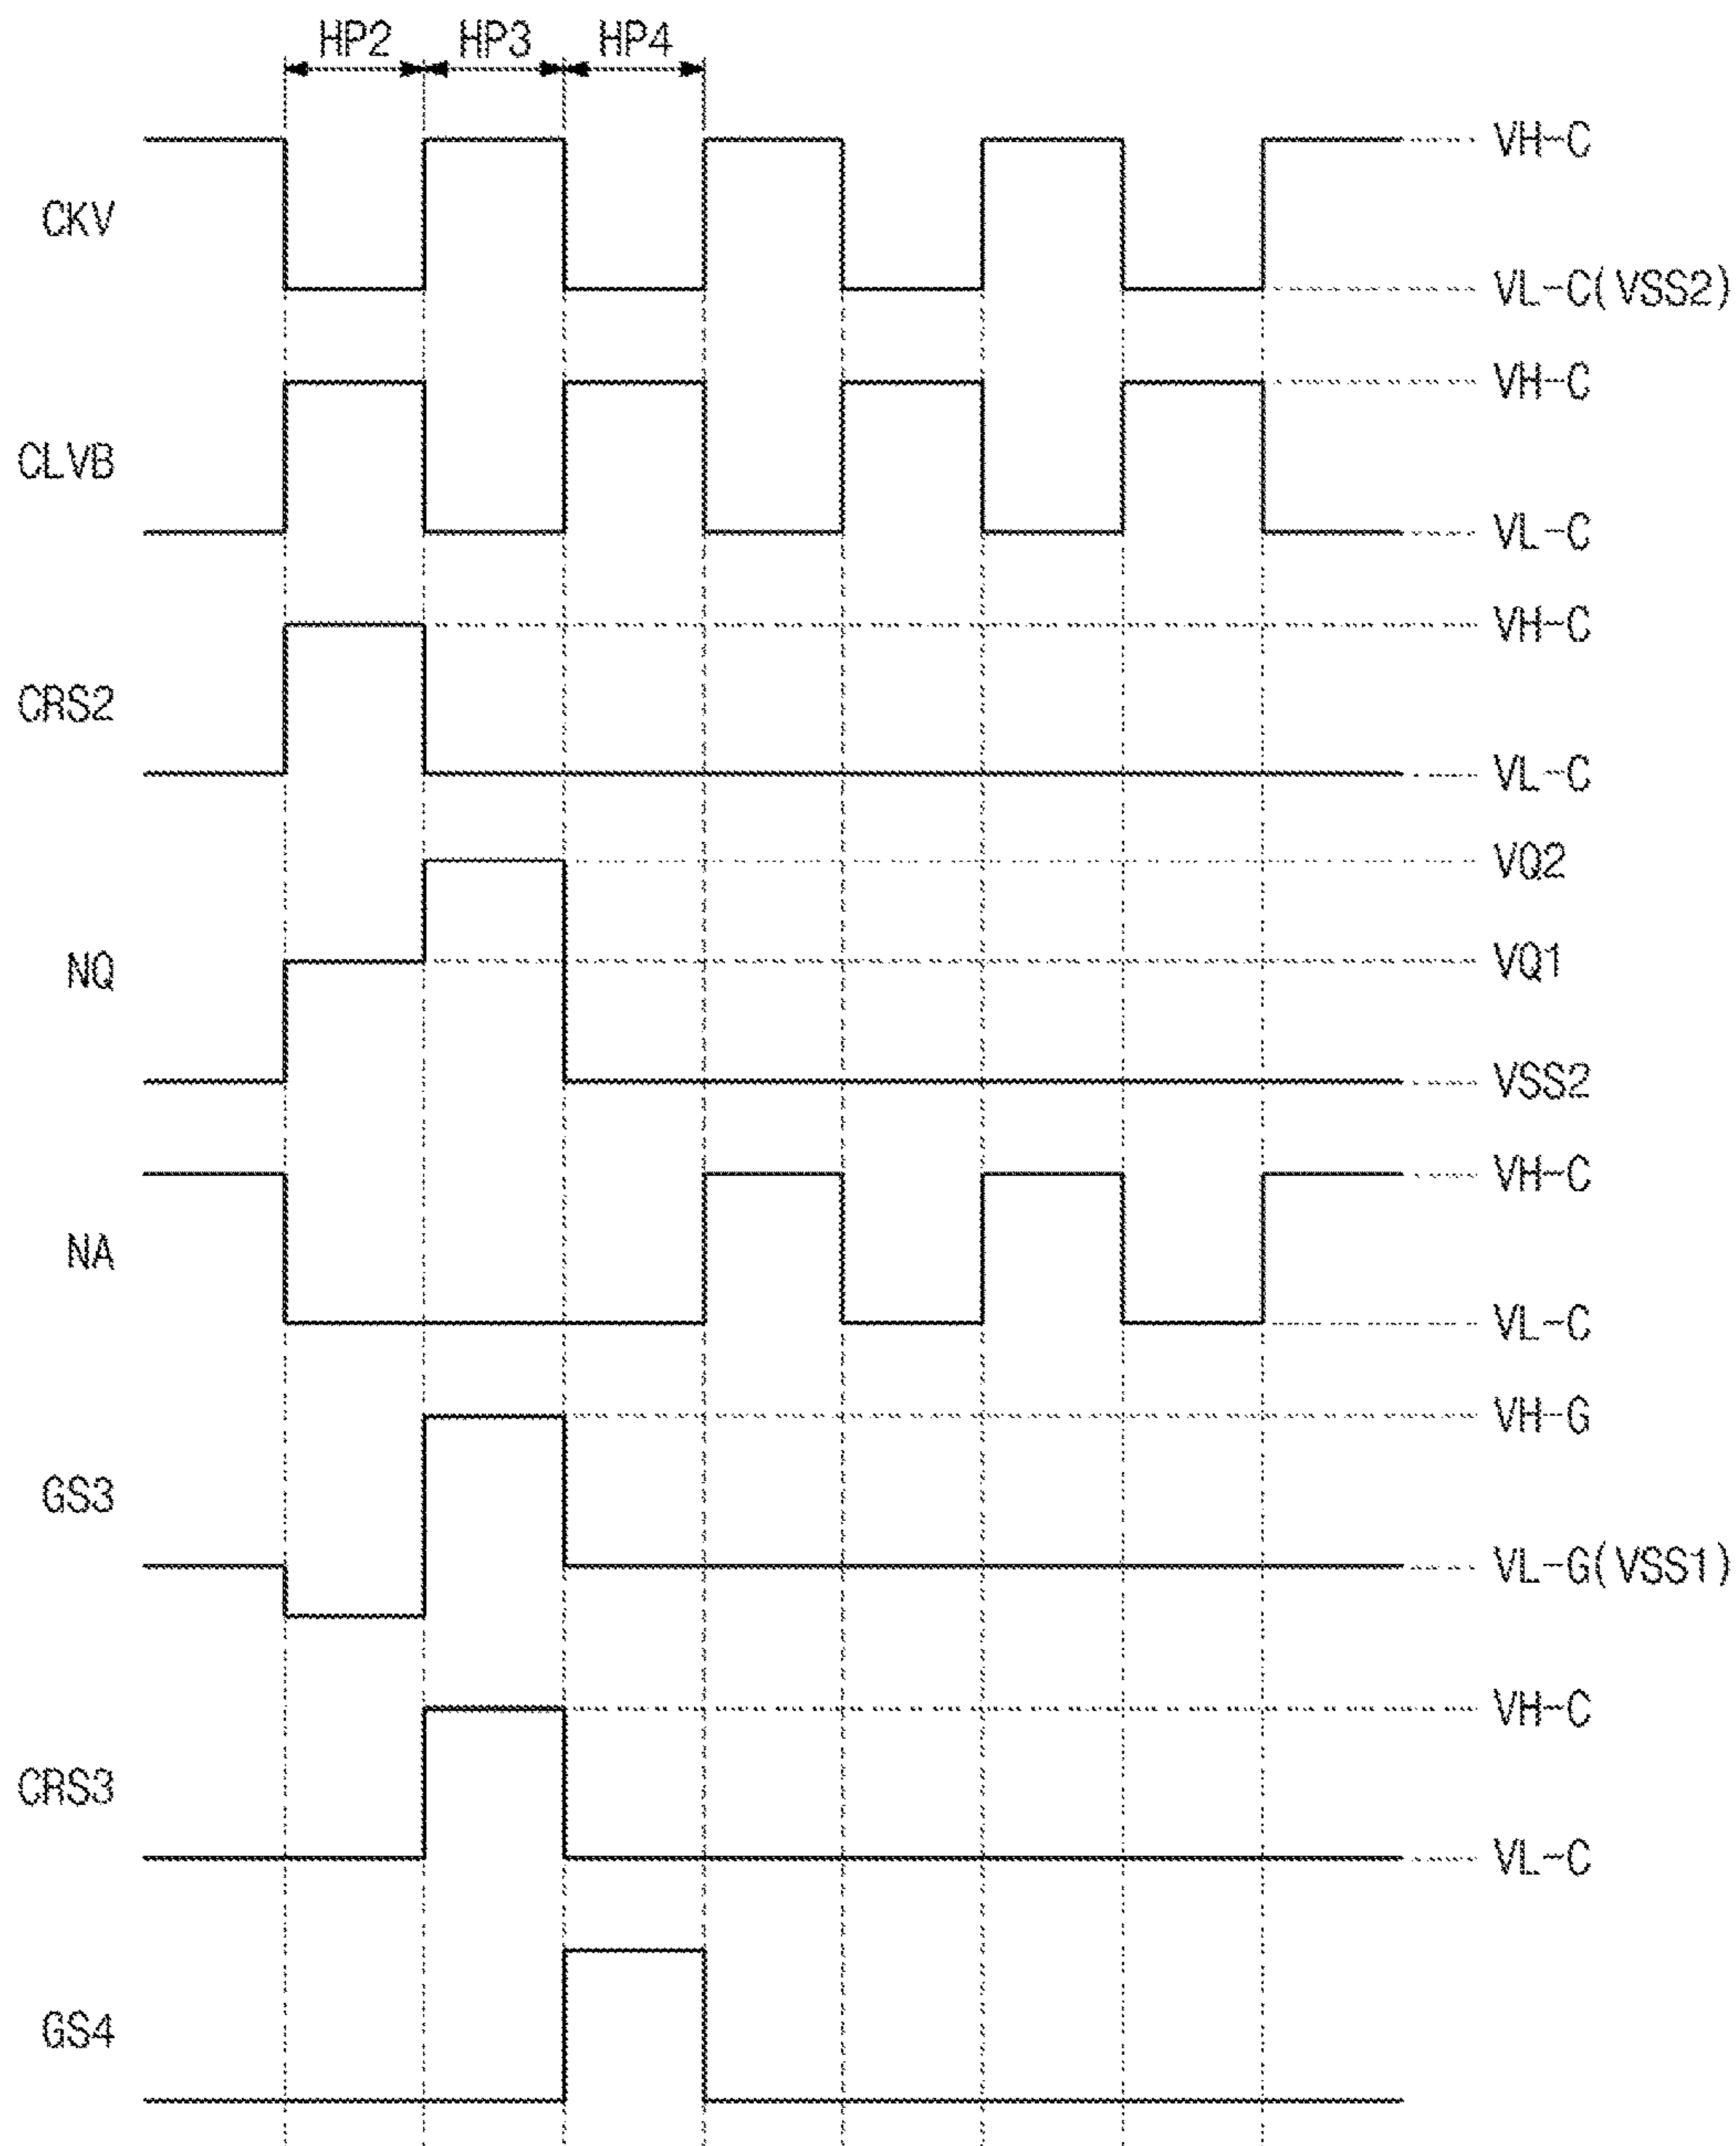 HP2 HP3 HP4
VH-C
CKV
VL-C(VSS2)
VH-C
CLVB
VL-C
VH-C
CRS2
VL-C
VQ2
NQ
VQ1
VSS2
VH-C
NA
VL-C
VH-G
GS3
VL-G(VSS1)
VH-C
CRS3
VL-C
GS4